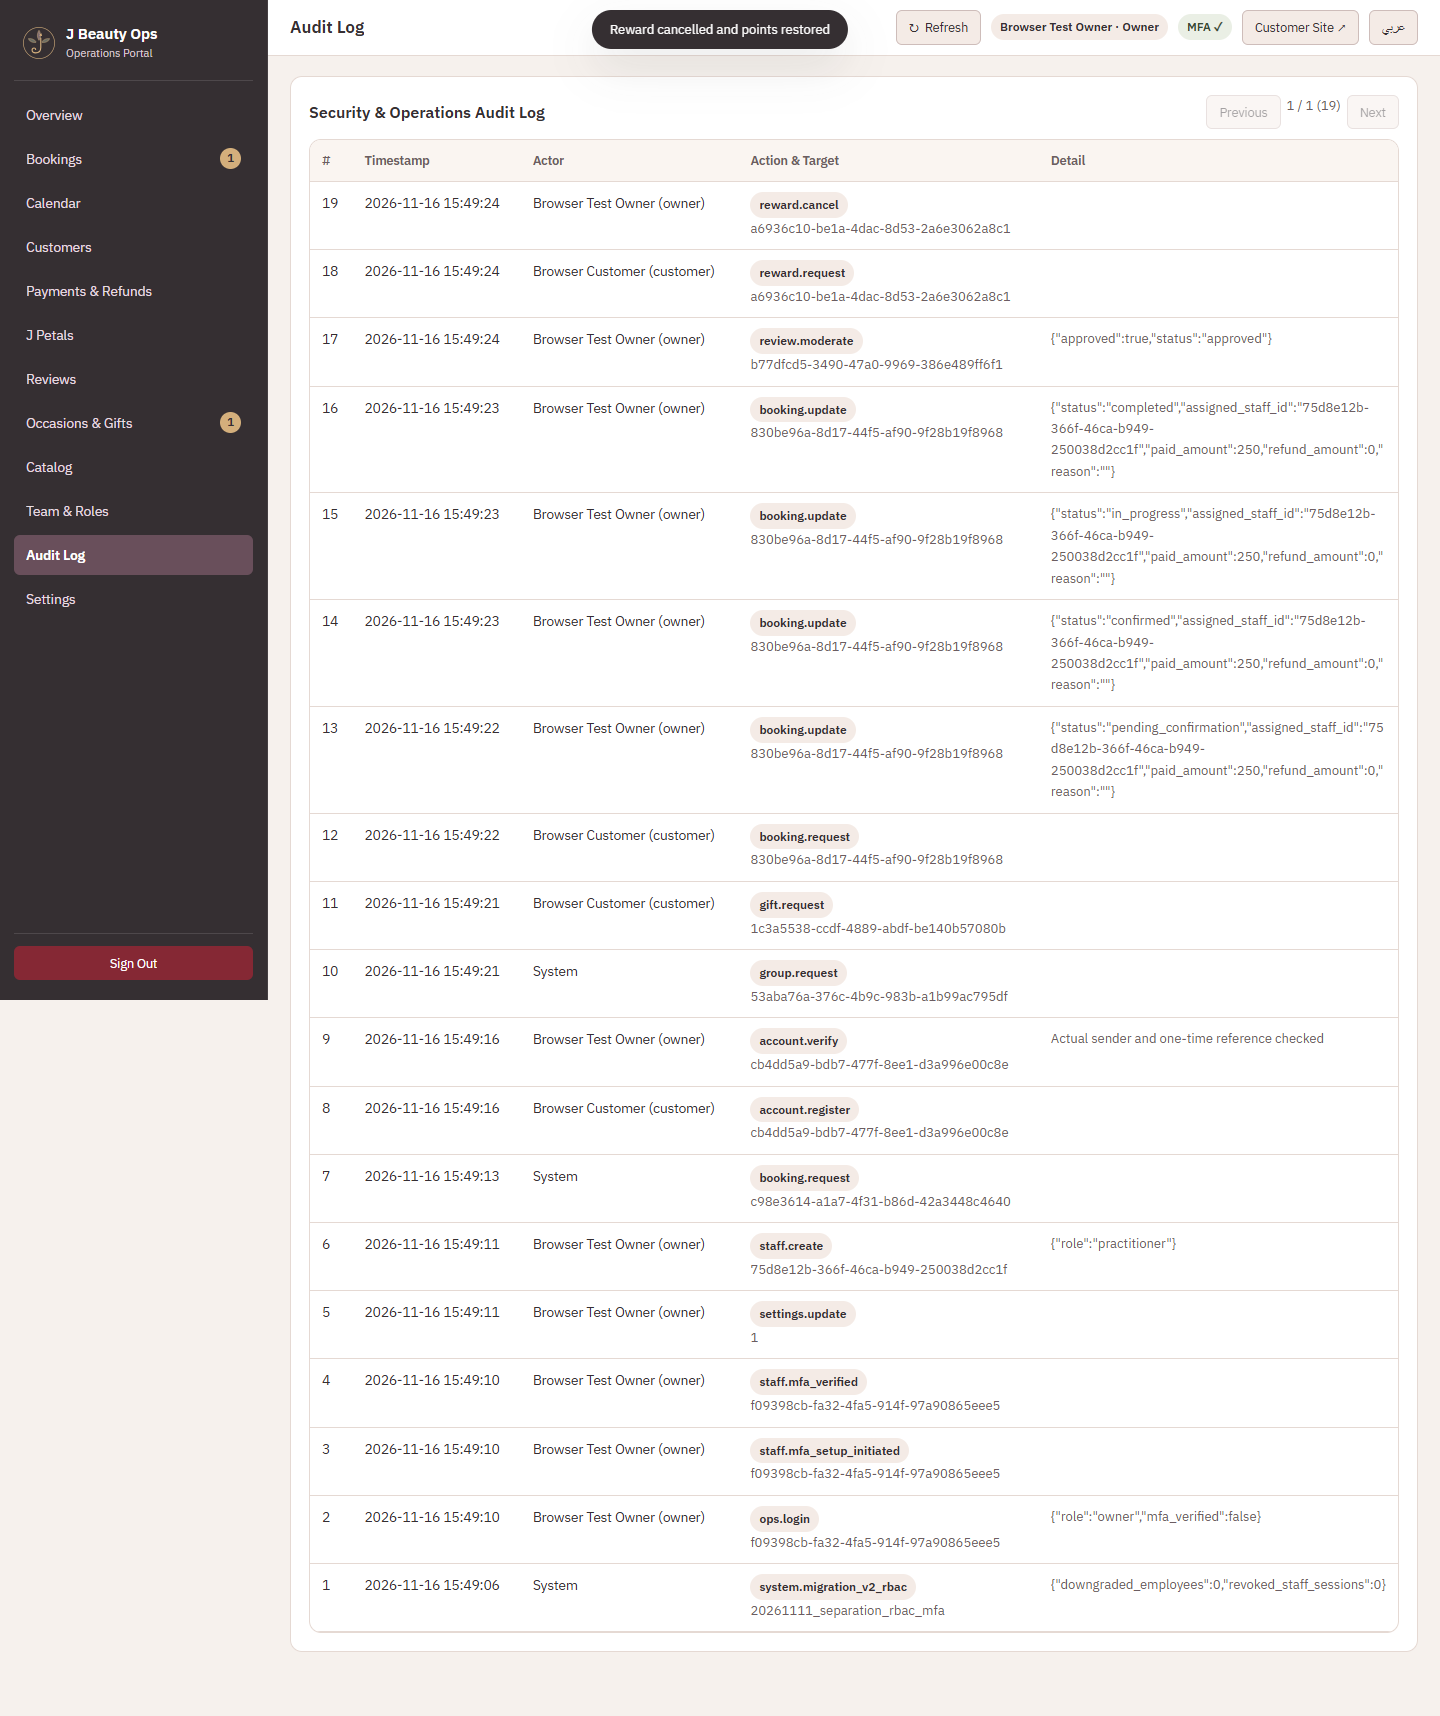 J Beauty Ops
Operations Portal
Overview
Bookings 1
Calendar
Customers
Payments & Refunds
J Petals
Reviews
Occasions & Gifts 1
Catalog
Team & Roles
Audit Log
Settings
Sign Out
Audit Log
Reward cancelled and points restored
↻ Refresh
Browser Test Owner · Owner
MFA ✓
Customer Site ↗
عربي
Security & Operations Audit Log
Previous 1 / 1 (19) Next
# Timestamp Actor Action & Target Detail
19 2026-11-16 15:49:24 Browser Test Owner (owner) reward.cancel
a6936c10-be1a-4dac-8d53-2a6e3062a8c1
18 2026-11-16 15:49:24 Browser Customer (customer) reward.request
a6936c10-be1a-4dac-8d53-2a6e3062a8c1
17 2026-11-16 15:49:24 Browser Test Owner (owner) review.moderate {"approved":true,"status":"approved"}
b77dfcd5-3490-47a0-9969-386e489ff6f1
16 2026-11-16 15:49:23 Browser Test Owner (owner) booking.update
830be96a-8d17-44f5-af90-9f28b19f8968
{"status":"completed","assigned_staff_id":"75d8e12b-
366f-46ca-b949-
250038d2cc1f","paid_amount":250,"refund_amount":0,"
reason":""}
15 2026-11-16 15:49:23 Browser Test Owner (owner) booking.update
830be96a-8d17-44f5-af90-9f28b19f8968
{"status":"in_progress","assigned_staff_id":"75d8e12b-
366f-46ca-b949-
250038d2cc1f","paid_amount":250,"refund_amount":0,"
reason":""}
14 2026-11-16 15:49:23 Browser Test Owner (owner) booking.update
830be96a-8d17-44f5-af90-9f28b19f8968
{"status":"confirmed","assigned_staff_id":"75d8e12b-
366f-46ca-b949-
250038d2cc1f","paid_amount":250,"refund_amount":0,"
reason":""}
13 2026-11-16 15:49:22 Browser Test Owner (owner) booking.update
830be96a-8d17-44f5-af90-9f28b19f8968
{"status":"pending_confirmation","assigned_staff_id":"75
d8e12b-366f-46ca-b949-
250038d2cc1f","paid_amount":250,"refund_amount":0,"
reason":""}
12 2026-11-16 15:49:22 Browser Customer (customer) booking.request
830be96a-8d17-44f5-af90-9f28b19f8968
11 2026-11-16 15:49:21 Browser Customer (customer) gift.request
1c3a5538-ccdf-4889-abdf-be140b57080b
10 2026-11-16 15:49:21 System group.request
53aba76a-376c-4b9c-983b-a1b99ac795df
9 2026-11-16 15:49:16 Browser Test Owner (owner) account.verify Actual sender and one-time reference checked
cb4dd5a9-bdb7-477f-8ee1-d3a996e00c8e
8 2026-11-16 15:49:16 Browser Customer (customer) account.register
cb4dd5a9-bdb7-477f-8ee1-d3a996e00c8e
7 2026-11-16 15:49:13 System booking.request
c98e3614-a1a7-4f31-b86d-42a3448c4640
6 2026-11-16 15:49:11 Browser Test Owner (owner) staff.create {"role":"practitioner"}
75d8e12b-366f-46ca-b949-250038d2cc1f
5 2026-11-16 15:49:11 Browser Test Owner (owner) settings.update
1
4 2026-11-16 15:49:10 Browser Test Owner (owner) staff.mfa_verified
f09398cb-fa32-4fa5-914f-97a90865eee5
3 2026-11-16 15:49:10 Browser Test Owner (owner) staff.mfa_setup_initiated
f09398cb-fa32-4fa5-914f-97a90865eee5
2 2026-11-16 15:49:10 Browser Test Owner (owner) ops.login {"role":"owner","mfa_verified":false}
f09398cb-fa32-4fa5-914f-97a90865eee5
1 2026-11-16 15:49:06 System system.migration_v2_rbac {"downgraded_employees":0,"revoked_staff_sessions":0}
20261111_separation_rbac_mfa